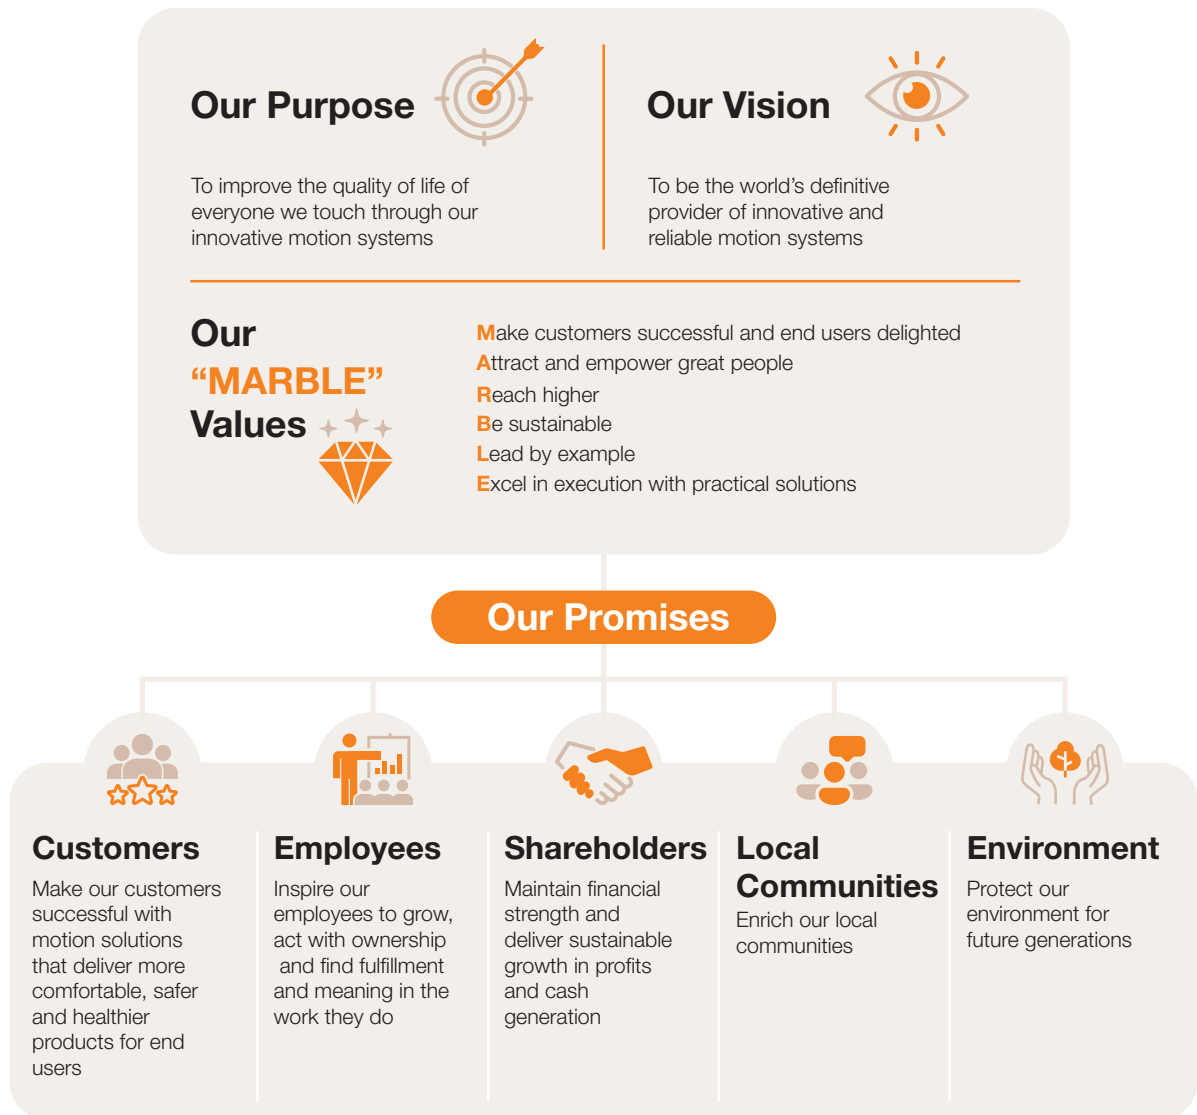 Our Purpose
To improve the quality of life of
everyone we touch through our
innovative motion systems
Our Vision
To be the world’s definitive
provider of innovative and
reliable motion systems
Our
“MARBLE”
Values
Make customers successful and end users delighted
Attract and empower great people
Reach higher
Be sustainable
Lead by example
Excel in execution with practical solutions
Our Promises
Customers
Make our customers
successful with
motion solutions
that deliver more
comfortable, safer
and healthier
products for end
users
Employees
Inspire our
employees to grow,
act with ownership
and find fulfillment
and meaning in the
work they do
Shareholders
Maintain financial
strength and
deliver sustainable
growth in profits
and cash
generation
Local
Communities
Enrich our local
communities
Environment
Protect our
environment for
future generations